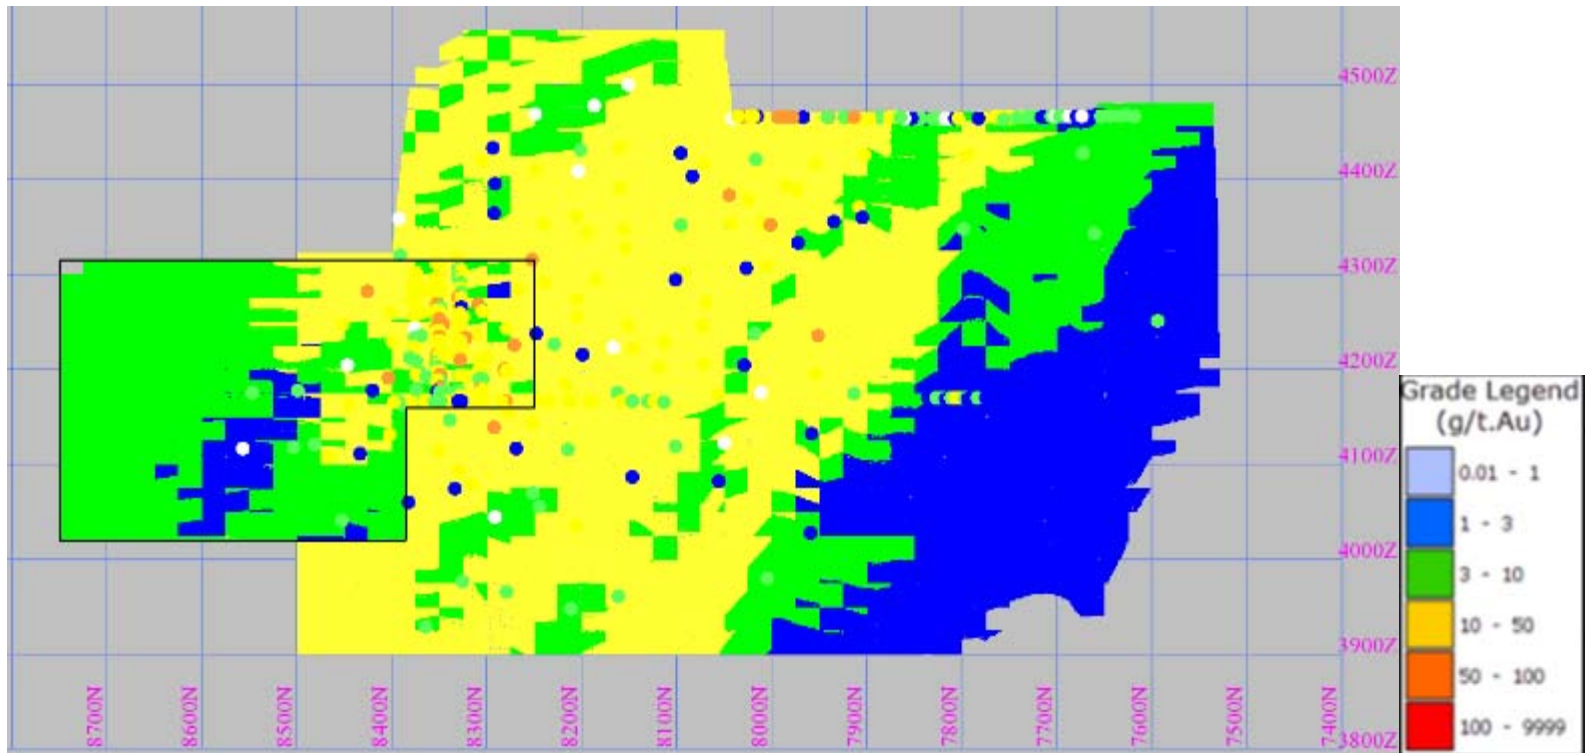 4500Z
4400Z
4300Z
4200Z
4100Z
4000Z
3900Z
3800Z
8700N
8600N
8500N
8400N
8300N
8200N
8100N
8000N
7900N
7800N
7700N
7600N
7500N
7400N
Grade Legend
(g/t.Au)
0.01 - 1
1 - 3
3 - 10
10 - 50
50 - 100
100 - 9999